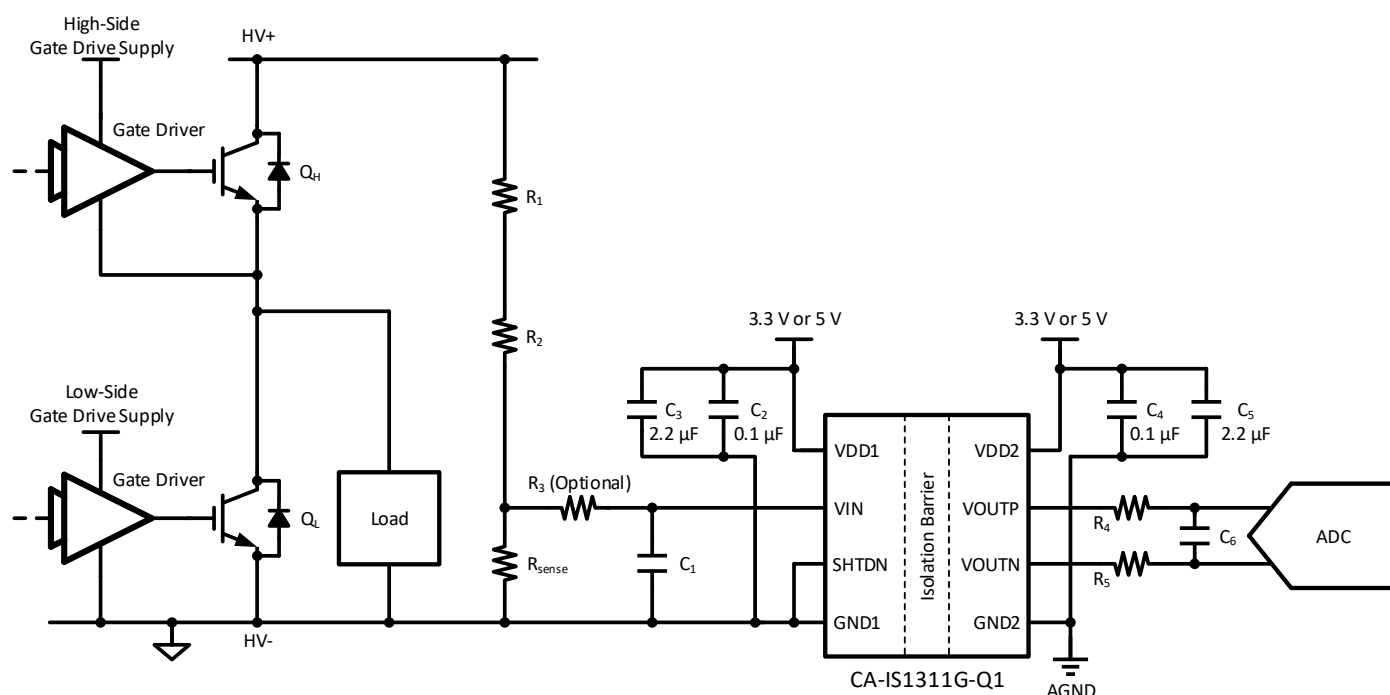 High-Side
Gate Drive Supply
HV+
Gate Driver
QH
R1
R2
3.3 V or 5 V
3.3 V or 5 V
Low-Side
Gate Drive Supply
C3
2.2 µF
C2
0.1 µF
C4
0.1 µF
C5
2.2 µF
VDD1
VDD2
Gate Driver
R3 (Optional)
QL
Load
VIN
VOUTP
R4
C6
ADC
Rsense
C1
SHTDN
Isolation Barrier
VOUTN
R5
GND1
GND2
HV-
CA-IS1311G-Q1
AGND